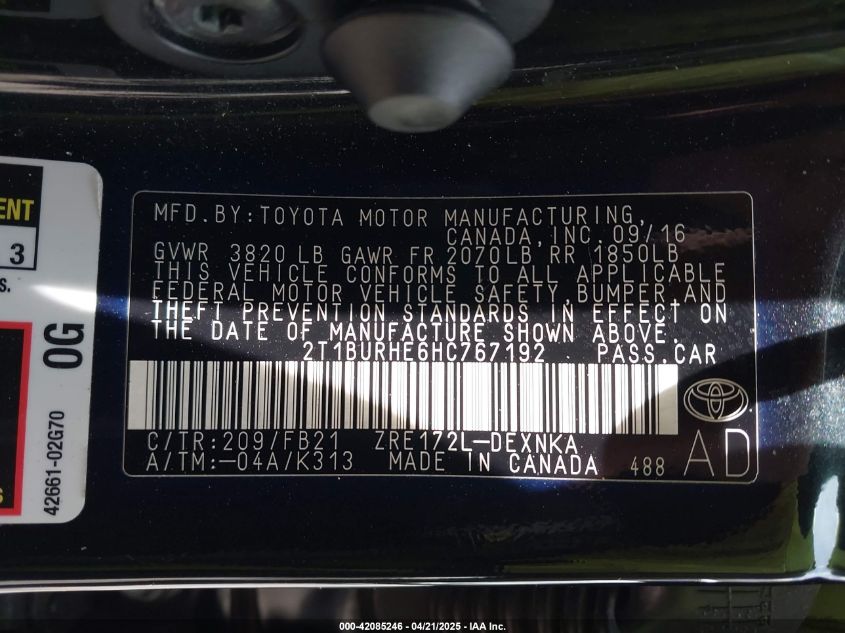 MFD.BY:TOYOTA MOTOR MANUFACTURING,
CANADA,INC. 09/16
GVWR 3820 LB GAWR FR 2070LB RR 1850LB
THIS VEHICLE CONFORMS TO ALL APPLICABLE
FEDERAL MOTOR VEHICLE SAFETY,BUMPER,AND
THEFT PREVENTION STANDARDS IN EFFECT ON
THE DATE OF MANUFACTURE SHOWN ABOVE.
2T1BURHE6HC767192 PASS.CAR
C/TR:209/FB21 ZRE172L-DEXNKA
A/TM:-04A/K313 MADE IN CANADA 488
AD
ENT
3
s.
0G
42661-02G70
s
000-42085246 - 04/21/2025 - IAA Inc.